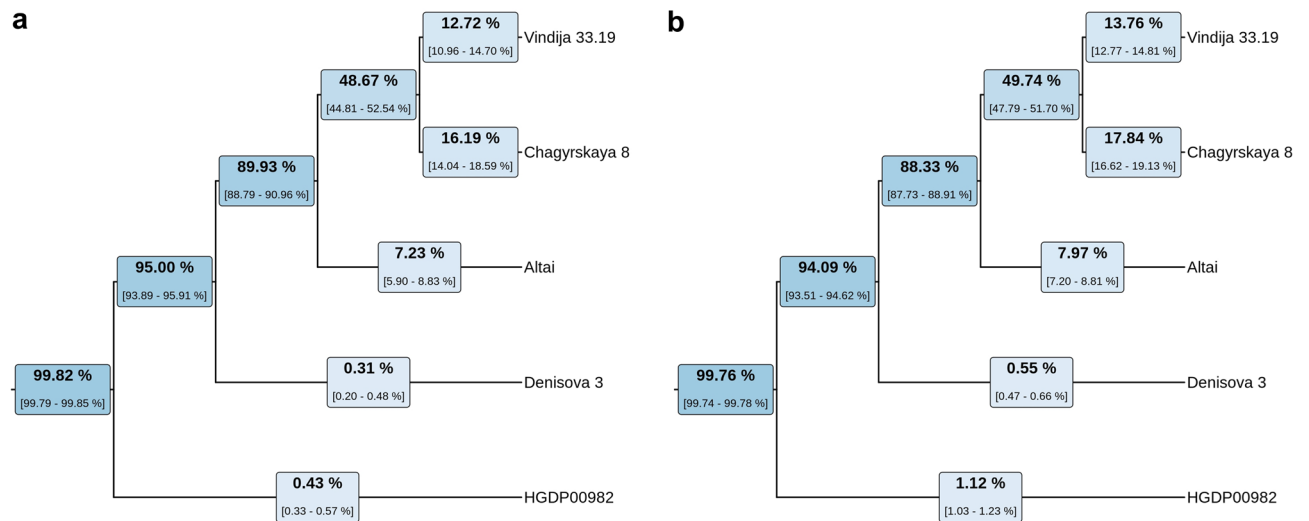 a
12.72 %
[10.96 - 14.70 %]
Vindija 33.19
48.67 %
[44.81 - 52.54 %]
16.19 %
[14.04 - 18.59 %]
Chagyrskaya 8
89.93 %
[88.79 - 90.96 %]
7.23 %
[5.90 - 8.83 %]
Altai
95.00 %
[93.89 - 95.91 %]
0.31 %
[0.20 - 0.48 %]
Denisova 3
99.82 %
[99.79 - 99.85 %]
0.43 %
[0.33 - 0.57 %]
HGDP00982
b
13.76 %
[12.77 - 14.81 %]
Vindija 33.19
49.74 %
[47.79 - 51.70 %]
17.84 %
[16.62 - 19.13 %]
Chagyrskaya 8
88.33 %
[87.73 - 88.91 %]
7.97 %
[7.20 - 8.81 %]
Altai
94.09 %
[93.51 - 94.62 %]
0.55 %
[0.47 - 0.66 %]
Denisova 3
99.76 %
[99.74 - 99.78 %]
1.12 %
[1.03 - 1.23 %]
HGDP00982